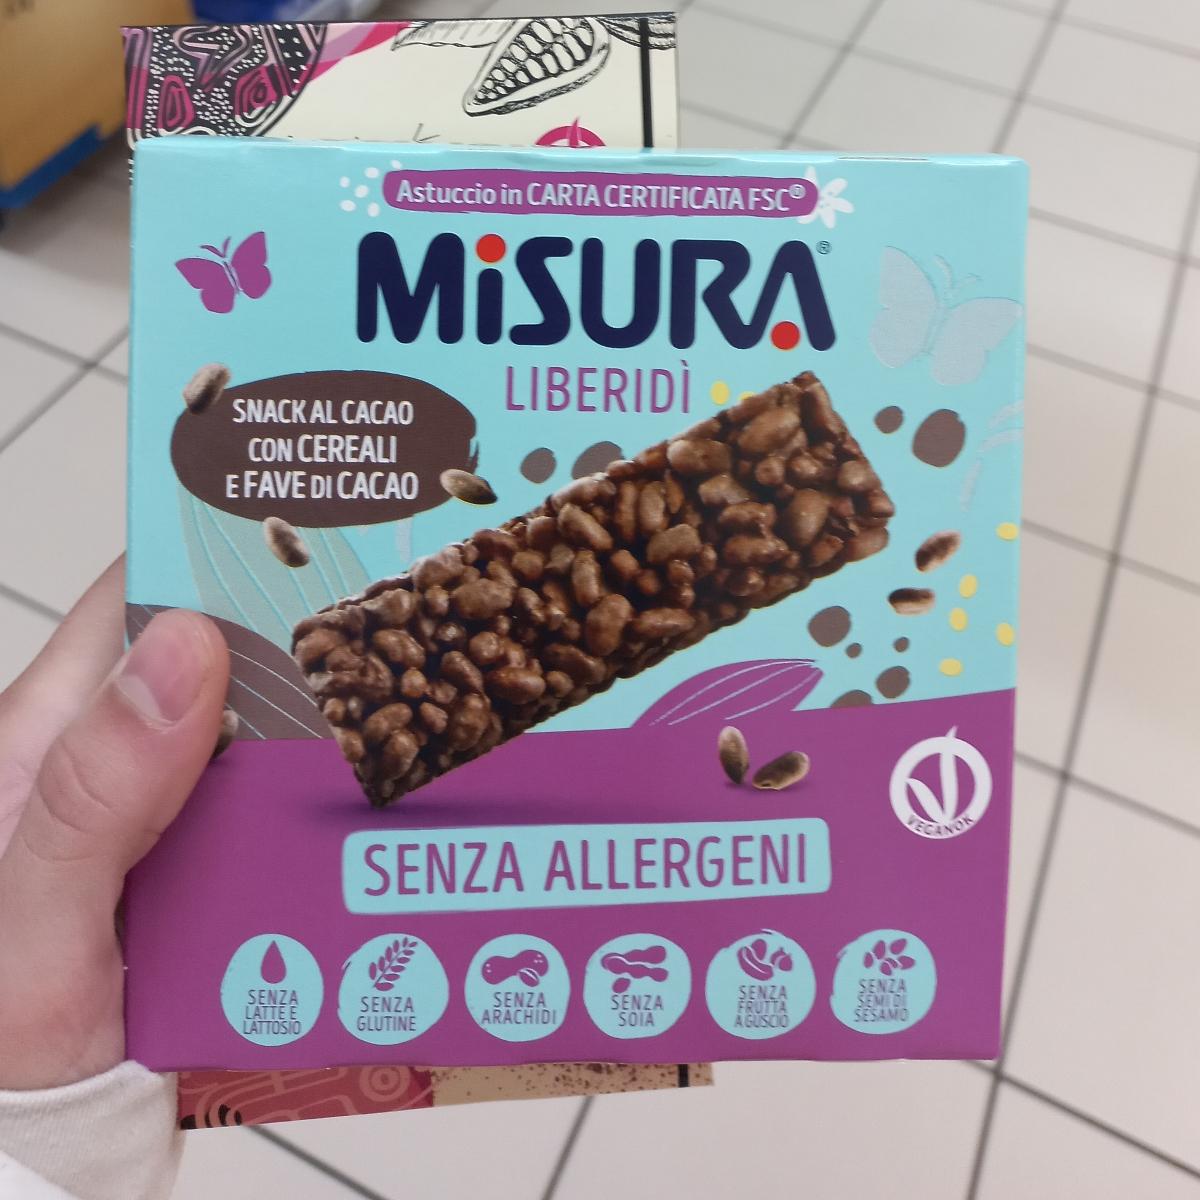 Astuccio in CARTA CERTIFICATA FSC®
MiSURA®
LIBERIDÌ
SNACK AL CACAO
CON CEREALI
E FAVE DI CACAO
VEGANOK
SENZA ALLERGENI
SENZA
LATTE E
LATTOSIO
SENZA
GLUTINE
SENZA
ARACHIDI
SENZA
SOIA
SENZA
FRUTTA
A GUSCIO
SENZA
SEMI DI
SESAMO